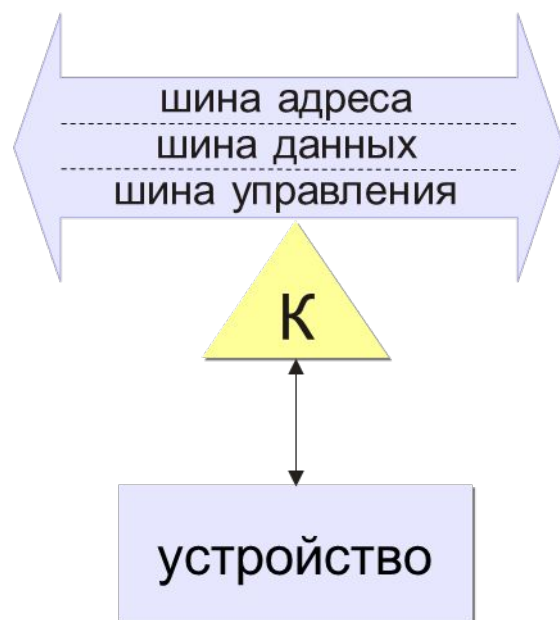 шина адреса
шина данных
шина управления
К
устройство